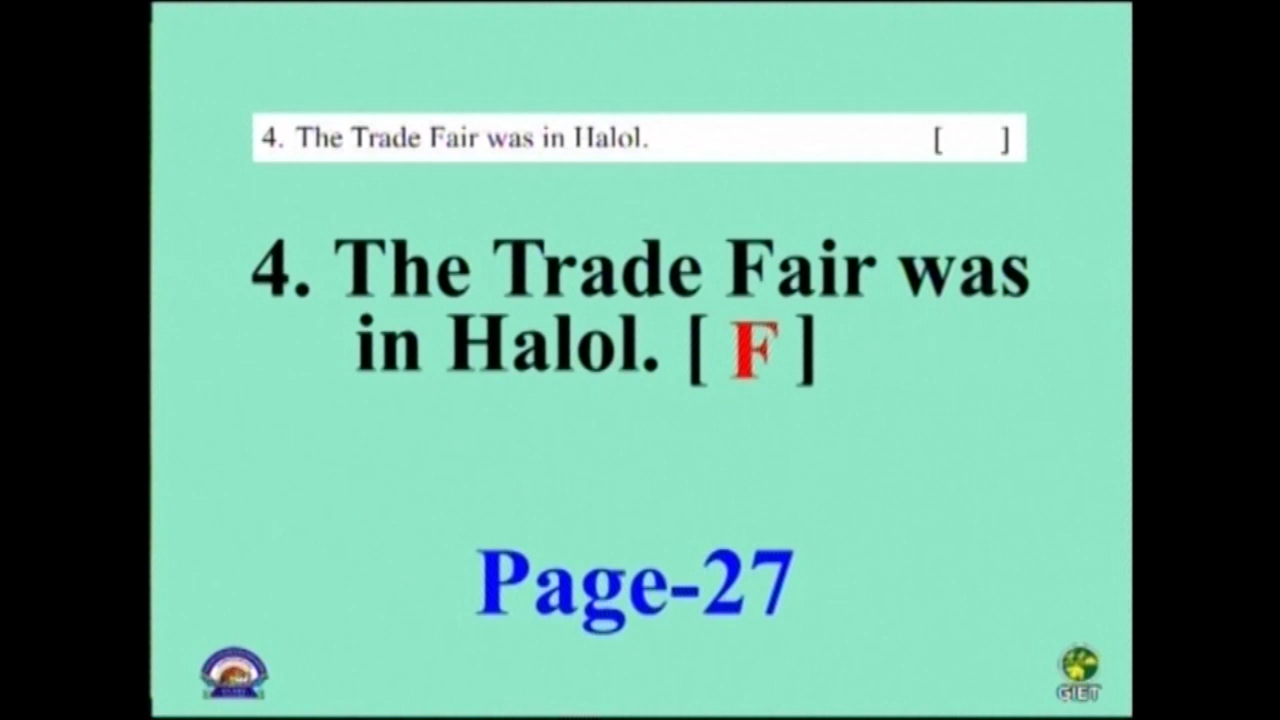 4. The Trade Fair was in Halol. [ ]
4. The Trade Fair was
in Halol. [ F ]
Page-27
GIET